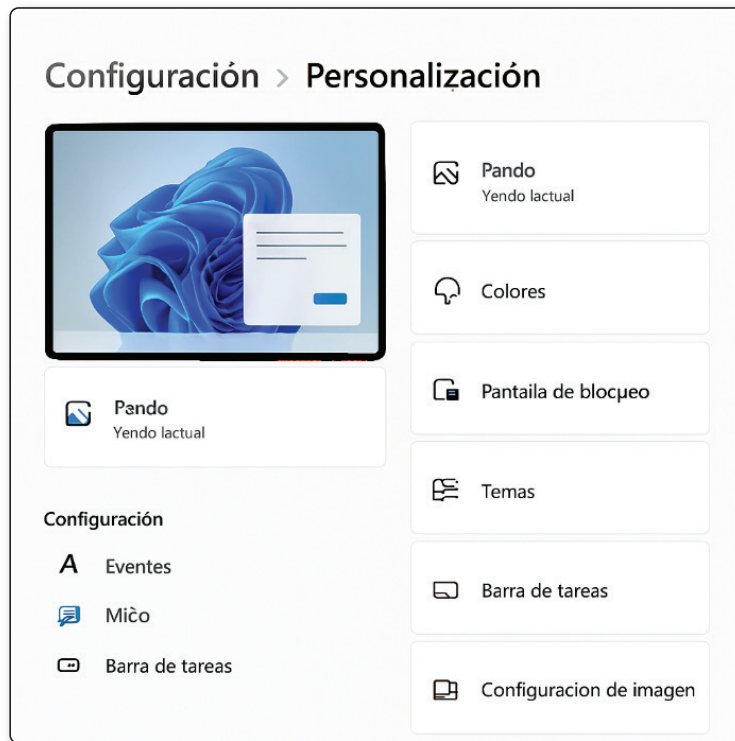 Configuración > Personalización
Pando
Yendo lactual
Configuración
A Eventes
Miċo
Barra de tareas
Pando
Yendo lactual
Colores
Pantaila de blocµeo
Temas
Barra de tareas
Configuracion de imagen